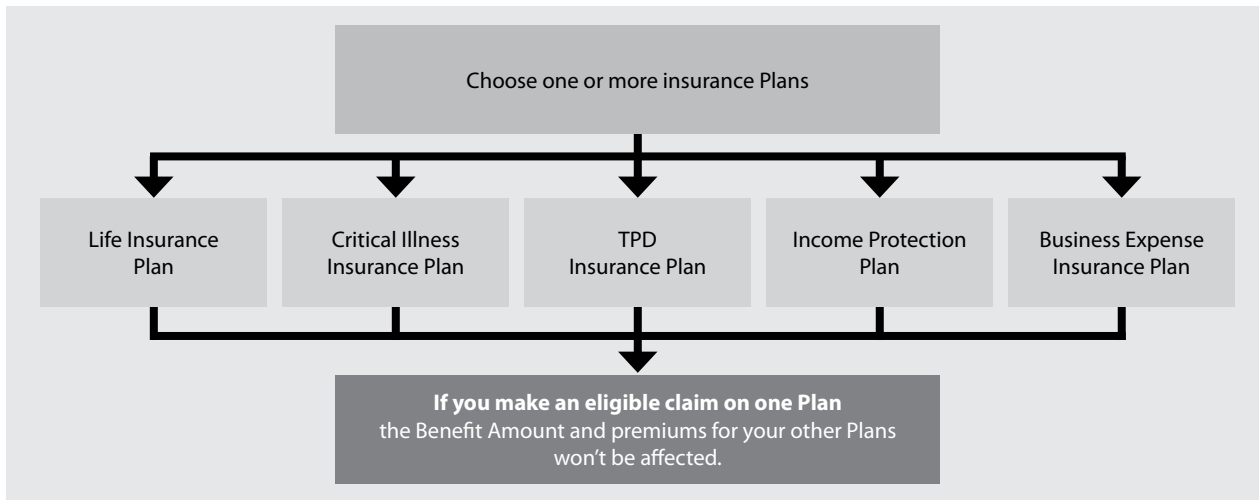 Choose one or more insurance Plans
Life Insurance
Plan
Critical Illness
Insurance Plan
TPD
Insurance Plan
Income Protection
Plan
Business Expense
Insurance Plan
If you make an eligible claim on one Plan
the Benefit Amount and premiums for your other Plans
won't be affected.